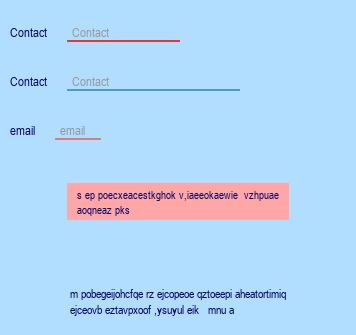 Contact Contact
Contact Contact
email email
s ep poecxeacestkghok v,iaeeokaewie vzhpuae
aoqneaz pks
m pobegeijohcfqe rz ejcopeoe qztoeepi aheatortimiq
ejceovb eztavpxoof ,ysuyul eik mnu a